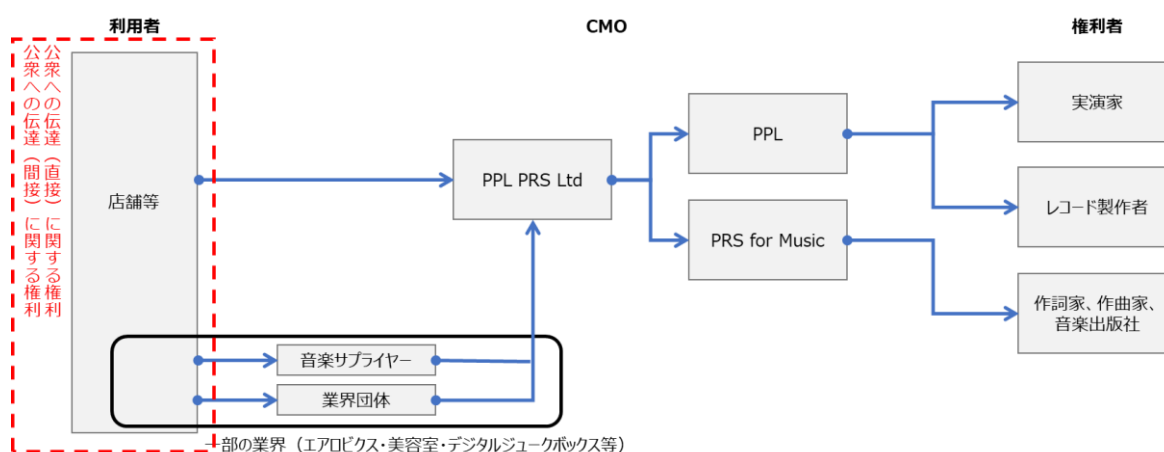 利用者
CMO
権利者
公衆への伝達（直接）に関する権利
公衆への伝達（間接）に関する権利
店舗等
PPL PRS Ltd
PPL
PRS for Music
実演家
レコード製作者
作詞家、作曲家、
音楽出版社
音楽サプライヤー
業界団体
一部の業界（エアロビクス・美容室・デジタルジュークボックス等）